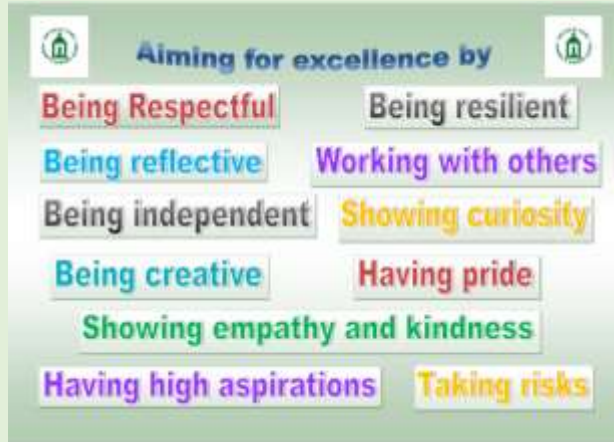 Aiming for excellence by
Being Respectful
Being resilient
Being reflective
Working with others
Being independent
Showing curiosity
Being creative
Having pride
Showing empathy and kindness
Having high aspirations
Taking risks